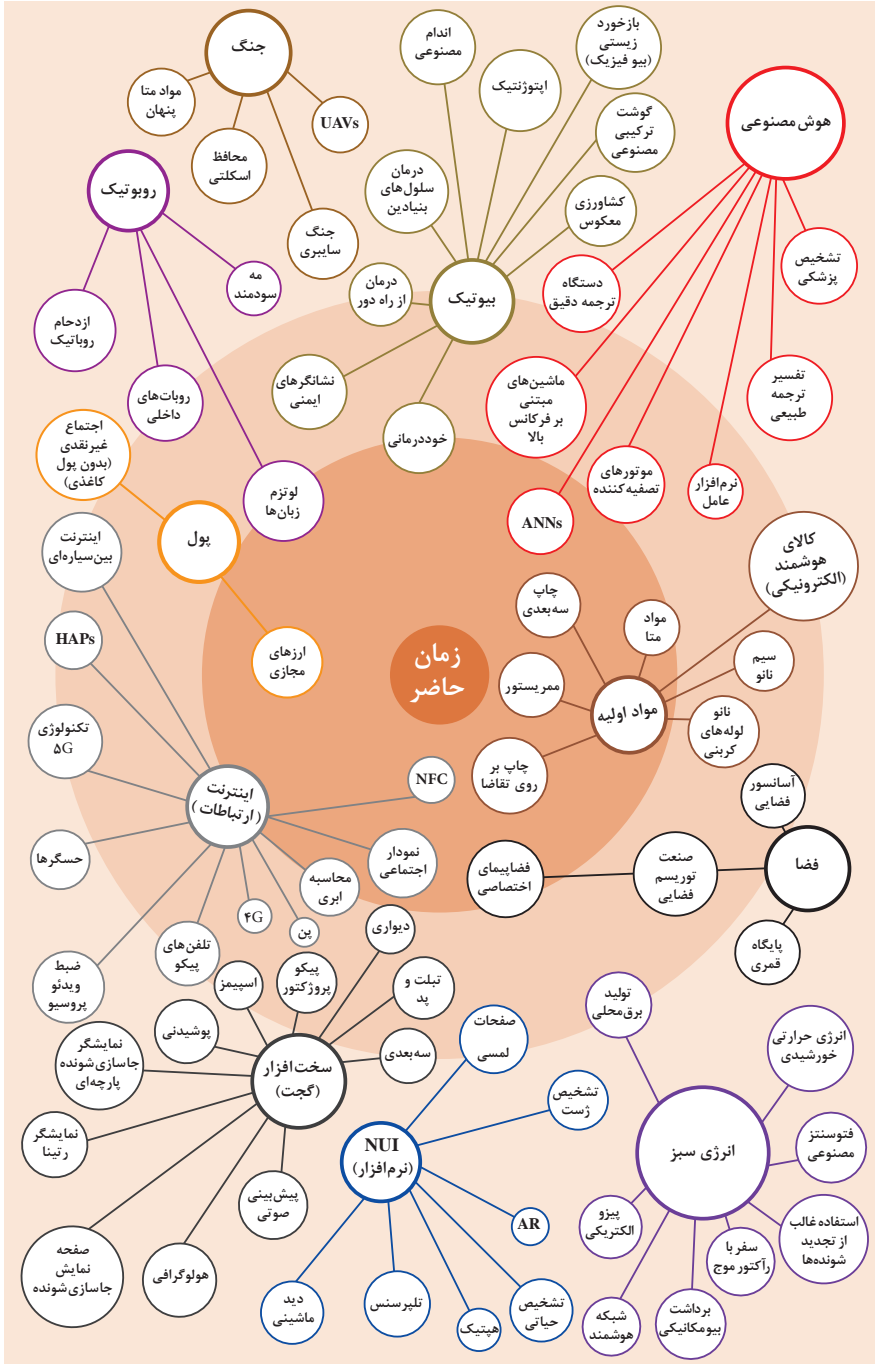 جنگ
مواد متا
پنهان
محافظ
اسکلتی
جنگ
سایبری
UAVs
روبوتیک
ازدحام
روباتیک
روبات‌های
داخلی
لوتزم
زبان‌ها
مه
سودمند
بیوتیک
اندام
مصنوعی
اپتوژنتیک
بازخورد
زیستی
(بیو فیزیک)
گوشت
ترکیبی
مصنوعی
کشاورزی
معکوس
درمان
سلول‌های
بنیادین
درمان
از راه دور
نشانگرهای
ایمنی
خوددرمانی
هوش مصنوعی
تشخیص
پزشکی
دستگاه
ترجمه دقیق
ماشین‌های
مبتنی
بر فرکانس
بالا
تفسیر
ترجمه
طبیعی
نرم‌افزار
عامل
موتورهای
تصفیه‌کننده
ANNs
پول
اجتماع
غیرنقدی
(بدون پول
کاغذی)
ارزهای
مجازی
زمان
حاضر
مواد اولیه
کالای
هوشمند
(الکترونیکی)
چاپ
سه‌بعدی
مواد
متا
سیم
نانو
ممریستور
نانو
لوله‌های
کربنی
چاپ بر
روی تقاضا
اینترنت
(ارتباطات)
اینترنت
بین‌سیاره‌ای
HAPs
تکنولوژی
۵G
حسگرها
ضبط
ویدئو
پروسیو
تلفن‌های
پیکو
۴G
پن
محاسبه
ابری
نمودار
اجتماعی
NFC
فضا
آسانسور
فضایی
صنعت
توریسم
فضایی
فضاپیمای
اختصاصی
پایگاه
قمری
سخت‌افزار
(گجت)
دیواری
پیکو
پروژکتور
اسپیمز
پوشیدنی
تبلت و
پد
سه‌بعدی
نمایشگر
جاسازی‌شونده
پارچه‌ای
نمایشگر
رتینا
صفحه
نمایش
جاسازی‌شونده
هولوگرافی
پیش‌بینی
صوتی
NUI
(نرم‌افزار)
صفحات
لمسی
تشخیص
ژست
AR
تشخیص
حیاتی
هپتیک
تلپرسنس
دید
ماشینی
انرژی سبز
تولید
برق‌محلی
انرژی حرارتی
خورشیدی
فتوسنتز
مصنوعی
استفاده غالب
از تجدید
شونده‌ها
سفر با
رآکتور موج
برداشت
بیومکانیکی
شبکه
هوشمند
پیزو
الکتریکی